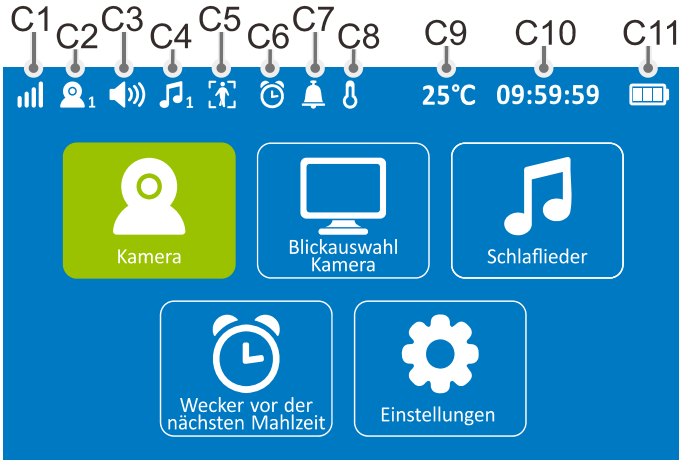 C1 C2 C3 C4 C5 C6 C7 C8 C9 C10 C11
1 1 25°C 09:59:59
Kamera
Blickauswahl
Kamera
Schlaflieder
Wecker vor der
nächsten Mahlzeit
Einstellungen